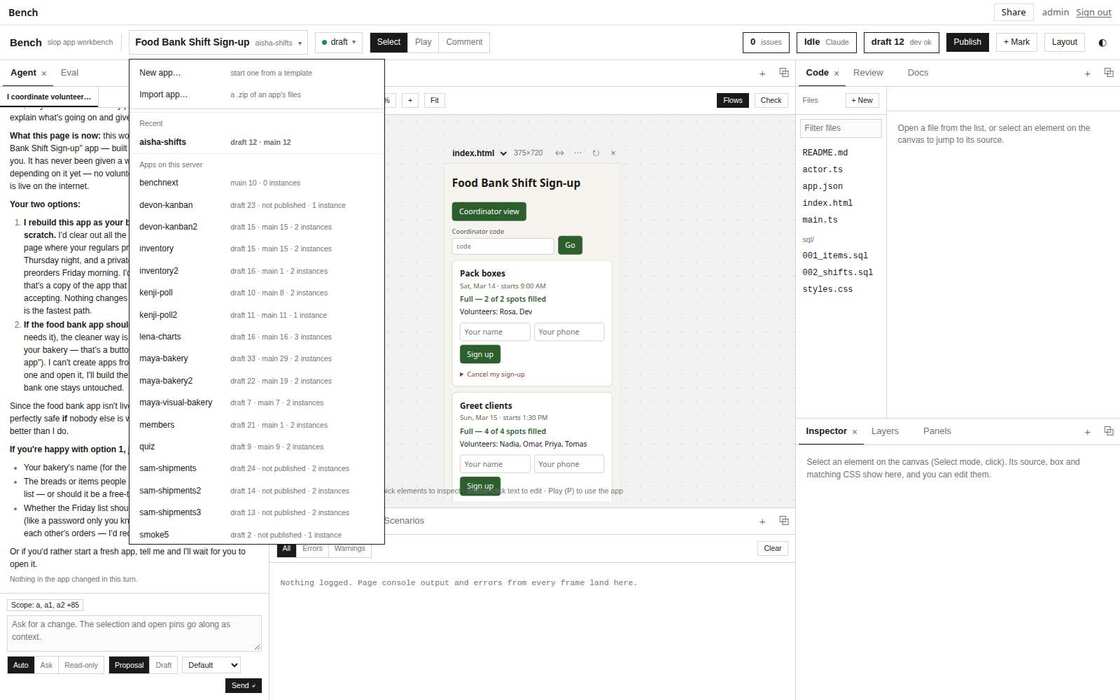 Bench
Share
admin
Sign out
Bench
slop app workbench
Food Bank Shift Sign-up aisha-shifts
draft
Select
Play
Comment
0 issues
Idle Claude
draft 12 dev ok
Publish
+ Mark
Layout
Agent
Eval
I coordinate volunteer…
explain what's going on and give
What this page is now: this wo
Bank Shift Sign-up" app — built
you. It has never been given a w
depending on it yet — no volunte
is live on the internet.
Your two options:
1. I rebuild this app as your b
scratch. I'd clear out all the
page where your regulars pr
Thursday night, and a private
preorders Friday morning. I'd
that's a copy of the app that
accepting. Nothing changes
is the fastest path.
2. If the food bank app shoul
needs it), the cleaner way is
your bakery — that's a butto
app"). I can't create apps fro
one and open it, I'll build the
bank one stays untouched.
Since the food bank app isn't liv
perfectly safe if nobody else is w
better than I do.
If you're happy with option 1, j
Your bakery's name (for the
The breads or items people
list — or should it be a free-t
Whether the Friday list shou
(like a password only you kn
each other's orders — I'd rec
Or if you'd rather start a fresh app, tell me and I'll wait for you to
open it.
Nothing in the app changed in this turn.
Scope: a, a1, a2 +85
Ask for a change. The selection and open pins go along as
context.
Auto
Ask
Read-only
Proposal
Draft
Default
Send
New app… start one from a template
Import app… a .zip of an app's files
Recent
aisha-shifts draft 12 · main 12
Apps on this server
benchnext main 10 · 0 instances
devon-kanban draft 23 · not published · 1 instance
devon-kanban2 draft 15 · main 15 · 2 instances
inventory draft 15 · main 15 · 2 instances
inventory2 draft 16 · main 1 · 2 instances
kenji-poll draft 10 · main 8 · 2 instances
kenji-poll2 draft 11 · main 11 · 1 instance
lena-charts draft 16 · main 16 · 3 instances
maya-bakery draft 33 · main 29 · 2 instances
maya-bakery2 draft 22 · main 19 · 2 instances
maya-visual-bakery draft 7 · main 7 · 2 instances
members draft 21 · main 1 · 2 instances
quiz draft 9 · main 9 · 2 instances
sam-shipments draft 24 · not published · 2 instances
sam-shipments2 draft 14 · not published · 2 instances
sam-shipments3 draft 13 · not published · 2 instances
smoke5 draft 2 · not published · 1 instance
%
+
Fit
Flows
Check
index.html
375×720
Food Bank Shift Sign-up
Coordinator view
Coordinator code
code
Go
Pack boxes
Sat, Mar 14 · starts 9:00 AM
Full — 2 of 2 spots filled
Volunteers: Rosa, Dev
Your name
Your phone
Sign up
Cancel my sign-up
Greet clients
Sun, Mar 15 · starts 1:30 PM
Full — 4 of 4 spots filled
Volunteers: Nadia, Omar, Priya, Tomas
Your name
Your phone
Sign up
text to edit · Play (P) to use the app
Scenarios
All
Errors
Warnings
Clear
Nothing logged. Page console output and errors from every frame land here.
Code
Review
Docs
Files
+ New
Filter files
README.md
actor.ts
app.json
index.html
main.ts
sql/
001_items.sql
002_shifts.sql
styles.css
Open a file from the list, or select an element on the
canvas to jump to its source.
Inspector
Layers
Panels
Select an element on the canvas (Select mode, click). Its source, box and
matching CSS show here, and you can edit them.